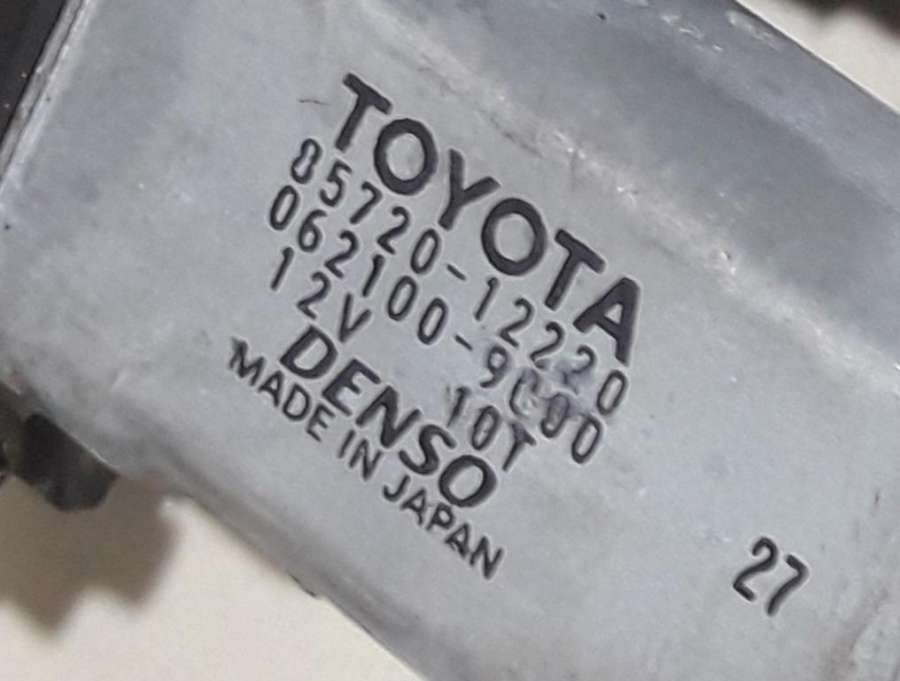 TOYOTA
85720-12220
062100-9000
12V 10T
DENSO
MADE IN JAPAN
27